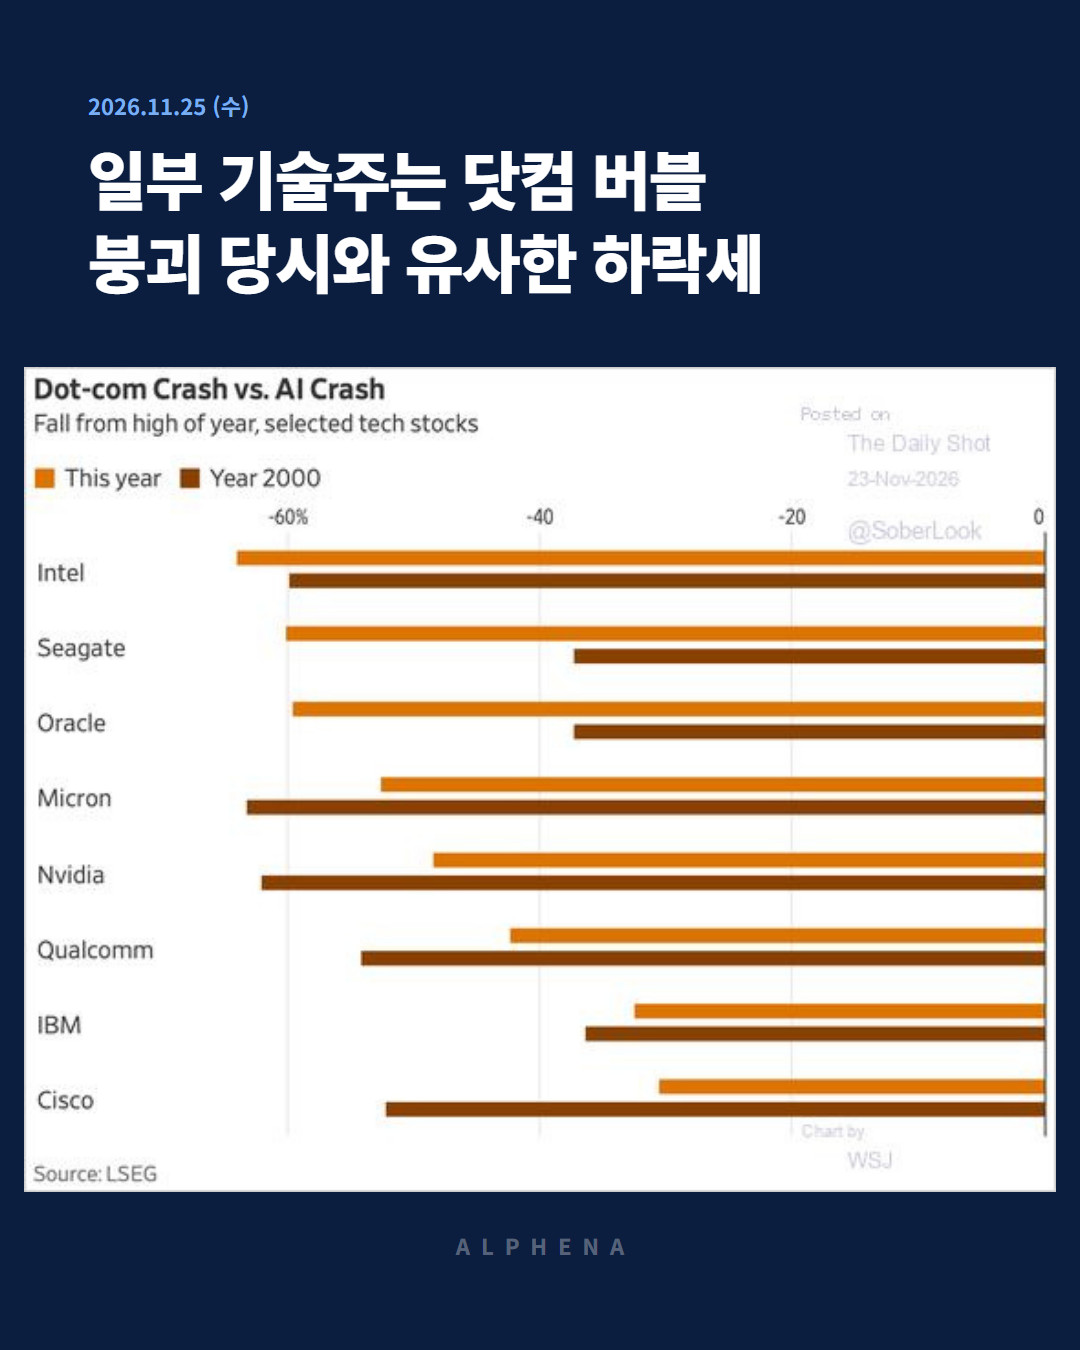 2026.11.25 (수)
일부 기술주는 닷컴 버블
붕괴 당시와 유사한 하락세
Dot-com Crash vs. AI Crash
Fall from high of year, selected tech stocks
This year Year 2000
Posted on
The Daily Shot
23-Nov-2026
@SoberLook
-60% -40 -20 0
Intel
Seagate
Oracle
Micron
Nvidia
Qualcomm
IBM
Cisco
Chart by
WSJ
Source: LSEG
ALPHENA